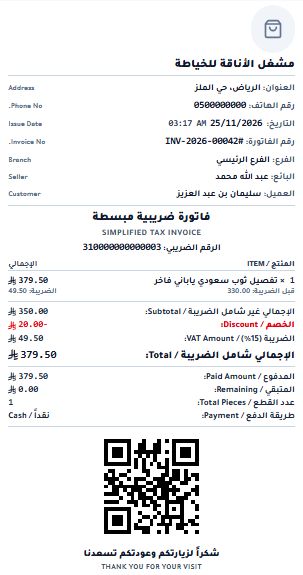 مشغل الأناقة للخياطة
العنوان: الرياض، حي الملز Address
رقم الهاتف: 0500000000 Phone No.
التاريخ: 25/11/2026 03:17 AM Issue Date
رقم الفاتورة: INV-2026-00042# Invoice No.
الفرع: الفرع الرئيسي Branch
البائع: عبد الله محمد Seller
العميل: سليمان بن عبد العزيز Customer
فاتورة ضريبية مبسطة
SIMPLIFIED TAX INVOICE
الرقم الضريبي: 310000000000003
المنتج / ITEM الإجمالي
1 × تفصيل ثوب سعودي ياباني فاخر 379.50
قبل الضريبة: 330.00 الضريبة: 49.50
الإجمالي غير شامل الضريبة / Subtotal: 350.00
الخصم / Discount: -20.00
الضريبة (15%) / VAT Amount: 49.50
الإجمالي شامل الضريبة / Total: 379.50
المدفوع / Paid Amount: 379.50
المتبقي / Remaining: 0.00
عدد القطع / Total Pieces: 1
طريقة الدفع / Payment: نقداً / Cash
شكراً لزيارتكم وعودتكم تسعدنا
THANK YOU FOR YOUR VISIT